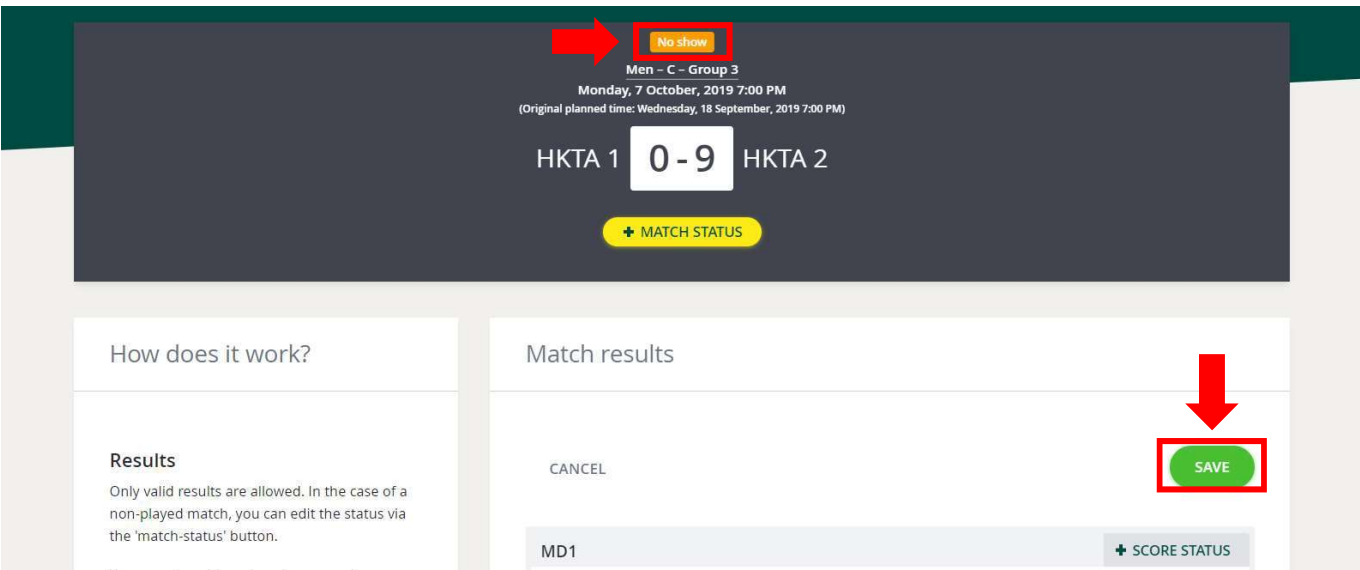 No show
Men – C – Group 3
Monday, 7 October, 2019 7:00 PM
(Original planned time: Wednesday, 18 September, 2019 7:00 PM)
HKTA 1 0 - 9 HKTA 2
+ MATCH STATUS
How does it work?
Results
Only valid results are allowed. In the case of a
non-played match, you can edit the status via
the 'match-status' button.
Match results
CANCEL
SAVE
MD1
+ SCORE STATUS